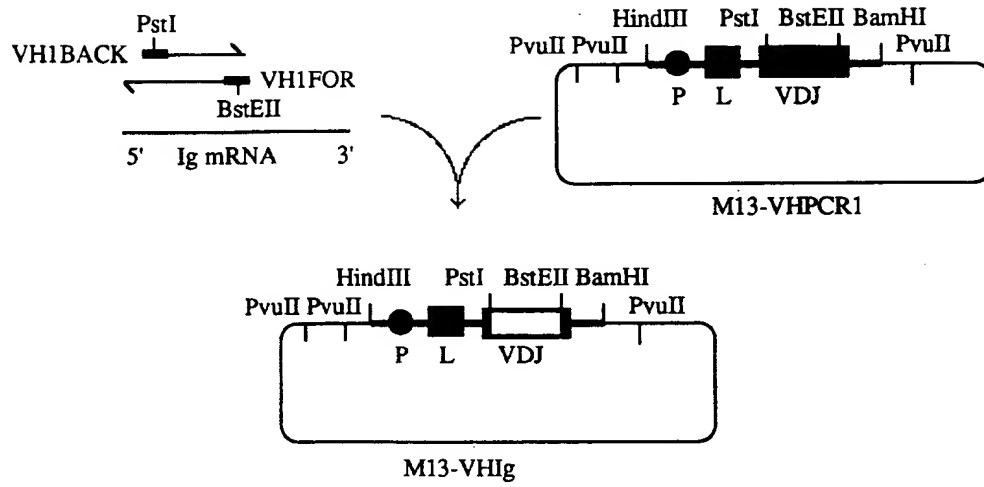 PstI
VH1BACK
VH1FOR
BstEII
5' Ig mRNA 3'
HindIII PstI BstEII BamHI
PvuII PvuII PvuII
P L VDJ
M13-VHPCR1
HindIII PstI BstEII BamHI
PvuII PvuII PvuII
P L VDJ
M13-VHIg